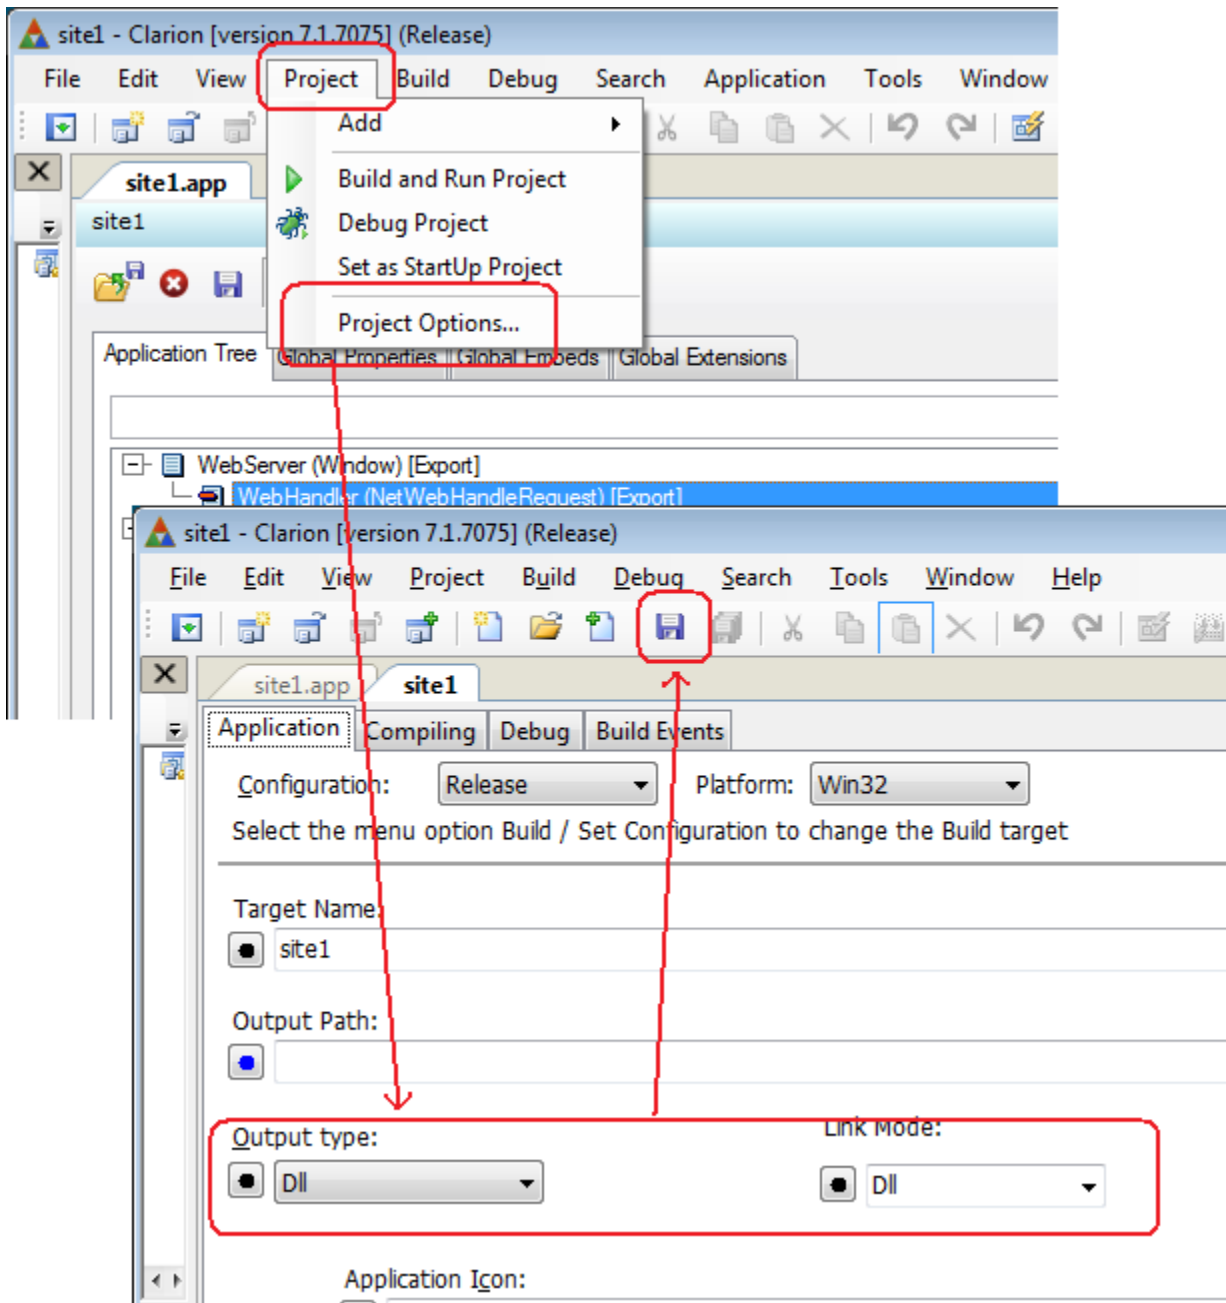 site1 - Clarion [version 7.1.7075] (Release)
File Edit View Project Build Debug Search Application Tools Window
Add
site1.app
Build and Run Project
site1
Debug Project
Set as StartUp Project
Project Options...
Application Tree Global Properties Global Embeds Global Extensions
WebServer (Window) [Export]
WebHandler (NetWebHandleRequest) [Export]
site1 - Clarion [version 7.1.7075] (Release)
File Edit View Project Build Debug Search Tools Window Help
site1.app site1
Application Compiling Debug Build Events
Configuration: Release Platform: Win32
Select the menu option Build / Set Configuration to change the Build target
Target Name:
site1
Output Path:
Output type: Link Mode:
Dll Dll
Application Icon: